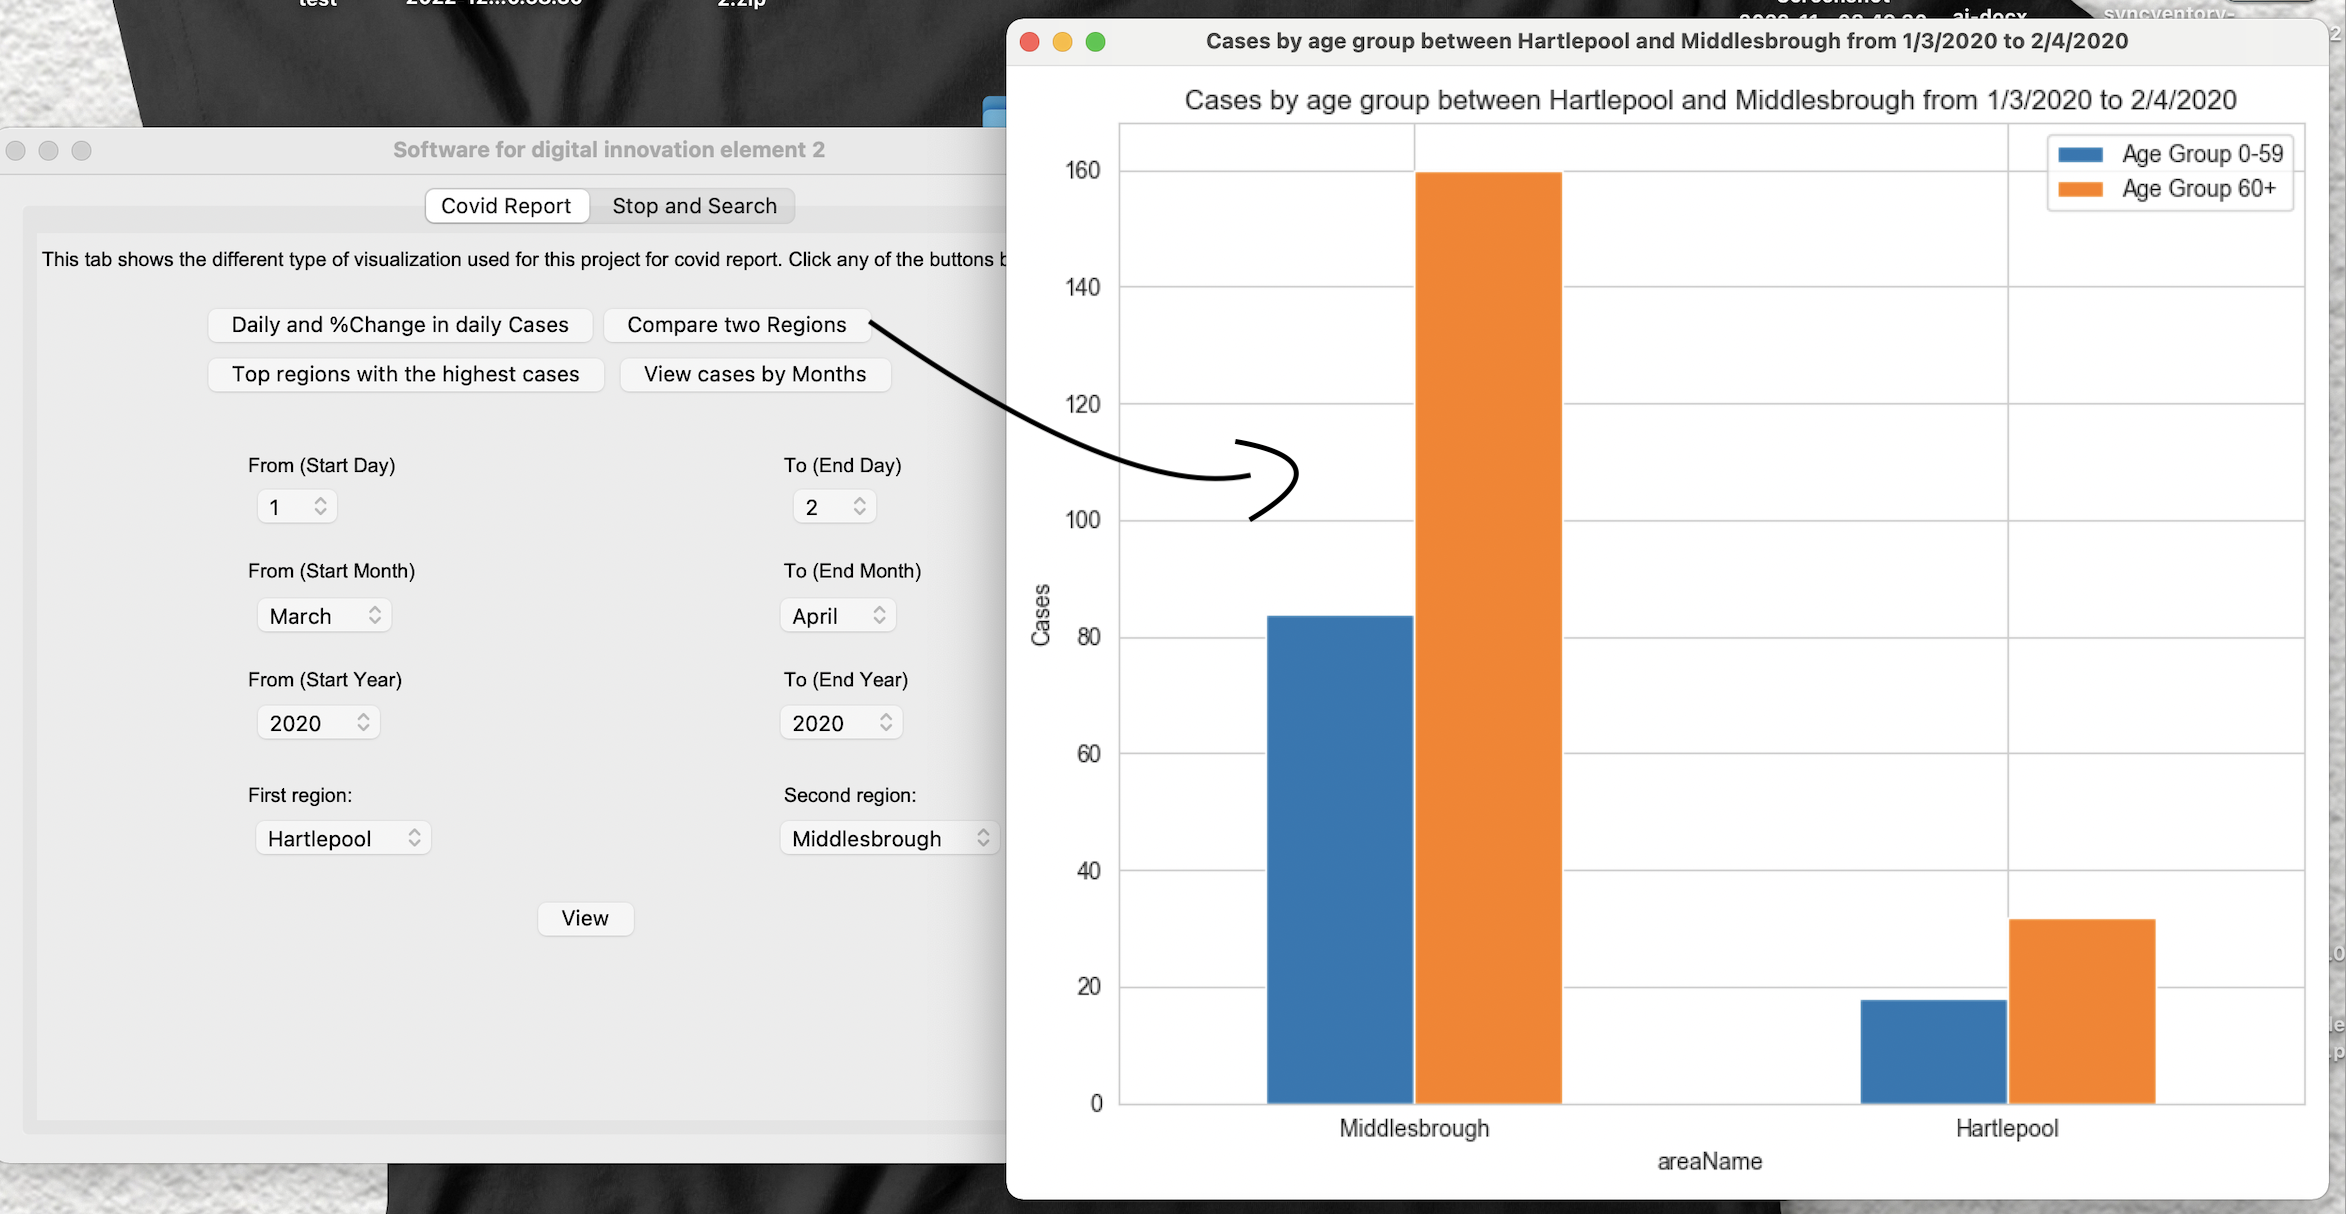 test
2.zip
ai-docx
syncventory-
Cases by age group between Hartlepool and Middlesbrough from 1/3/2020 to 2/4/2020
Software for digital innovation element 2
Covid Report
Stop and Search
This tab shows the different type of visualization used for this project for covid report. Click any of the buttons
Daily and %Change in daily Cases
Compare two Regions
Top regions with the highest cases
View cases by Months
From (Start Day)
To (End Day)
1
2
From (Start Month)
To (End Month)
March
April
From (Start Year)
To (End Year)
2020
2020
First region:
Second region:
Hartlepool
Middlesbrough
View
Cases by age group between Hartlepool and Middlesbrough from 1/3/2020 to 2/4/2020
Age Group 0-59
Age Group 60+
160
140
120
100
80
60
40
20
0
Cases
Middlesbrough
Hartlepool
areaName